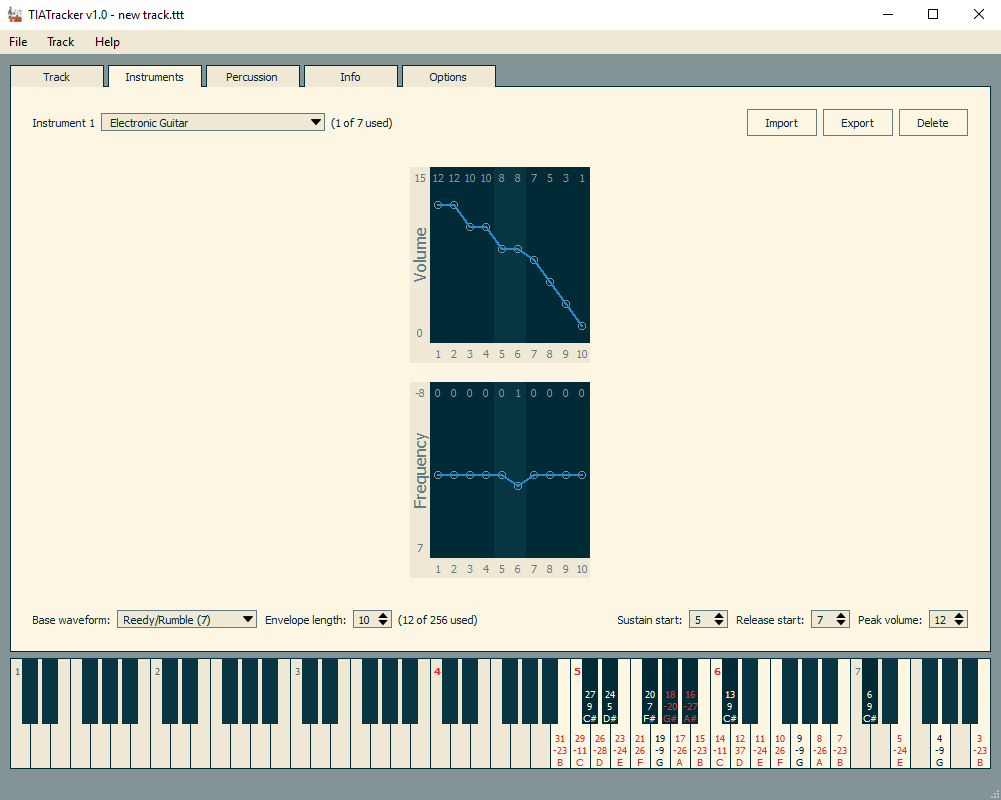 TIATracker v1.0 - new track.ttt
File Track Help
Track Instruments Percussion Info Options
Instrument 1 Electronic Guitar (1 of 7 used) Import Export Delete
15 12 12 10 10 8 8 7 5 3 1
Volume
0
1 2 3 4 5 6 7 8 9 10
-8 0 0 0 0 0 1 0 0 0 0
Frequency
7
1 2 3 4 5 6 7 8 9 10
Base waveform: Reedy/Rumble (7) Envelope length: 10 (12 of 256 used) Sustain start: 5 Release start: 7 Peak volume: 12
1 2 3 4 5 6 7
27 24 20 18 16 13 6
9 5 7 -20 -27 9 9
C# D# F# G# A# C# C#
31 29 26 23 21 19 17 15 14 12 11 10 9 8 7 5 4 3
-23 -11 -28 -24 26 -9 -26 -23 -11 37 -24 26 -9 -26 -23 -24 -9 -23
B C D E F G A B C D E F G A B E G B